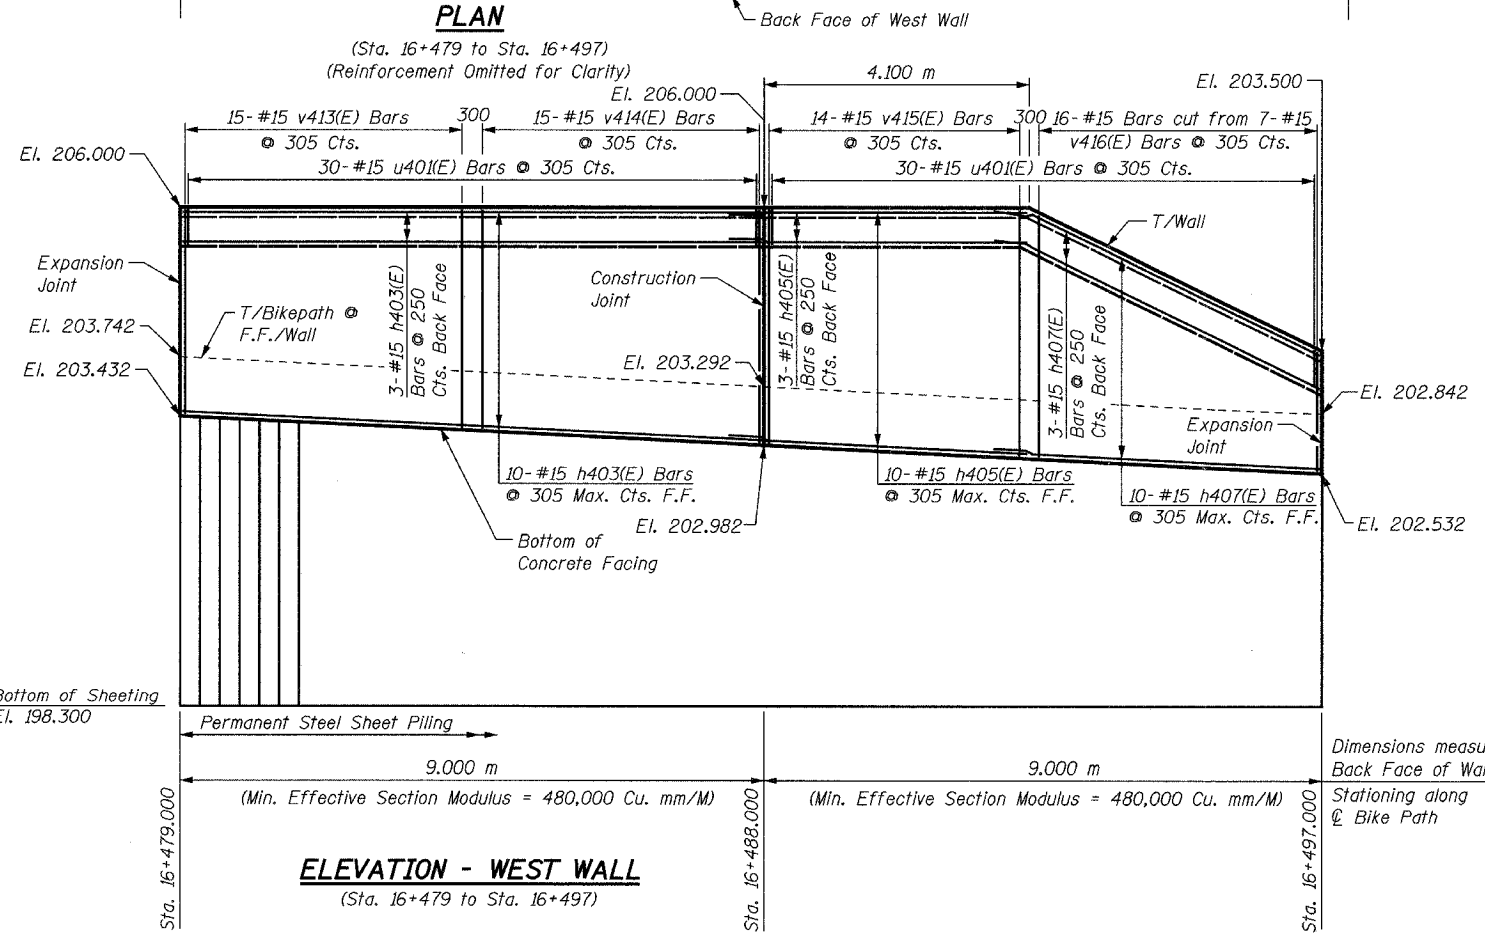 PLAN
(Sta. 16+479 to Sta. 16+497)
(Reinforcement Omitted for Clarity)
Back Face of West Wall
4.100 m
El. 203.500
El. 206.000
15-#15 v413(E) Bars
@ 305 Cts.
300
15-#15 v414(E) Bars
@ 305 Cts.
14-#15 v415(E) Bars
@ 305 Cts.
300
16-#15 Bars cut from 7-#15
v416(E) Bars @ 305 Cts.
El. 206.000
30-#15 u401(E) Bars @ 305 Cts.
30-#15 u401(E) Bars @ 305 Cts.
T/Wall
Expansion
Joint
3-#15 h403(E)
Bars @ 250
Cts. Back Face
Construction
Joint
3-#15 h405(E)
Bars @ 250
Cts. Back Face
3-#15 h407(E)
Bars @ 250
Cts. Back Face
El. 203.742
T/Bikepath @
F.F./Wall
El. 203.432
El. 203.292
El. 202.842
Expansion
Joint
10-#15 h403(E) Bars
@ 305 Max. Cts. F.F.
10-#15 h405(E) Bars
@ 305 Max. Cts. F.F.
10-#15 h407(E) Bars
@ 305 Max. Cts. F.F.
El. 202.982
El. 202.532
Bottom of
Concrete Facing
Bottom of Sheeting
El. 198.300
Permanent Steel Sheet Piling
9.000 m
(Min. Effective Section Modulus = 480,000 Cu. mm/M)
9.000 m
(Min. Effective Section Modulus = 480,000 Cu. mm/M)
Dimensions measu
Back Face of Wal
Stationing along
℄ Bike Path
Sta. 16+479.000
Sta. 16+488.000
Sta. 16+497.000
ELEVATION - WEST WALL
(Sta. 16+479 to Sta. 16+497)